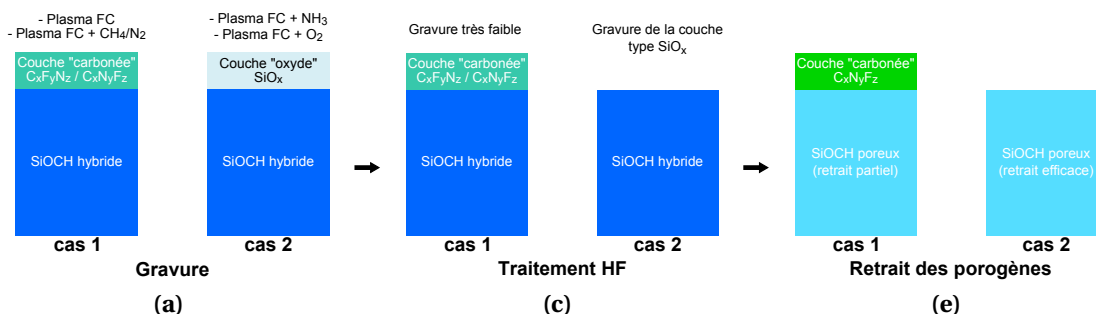 - Plasma FC
- Plasma FC + CH4/N2
Couche "carbonée"
CxFyNz / CxNyFz
SiOCH hybride
cas 1
- Plasma FC + NH3
- Plasma FC + O2
Couche "oxyde"
SiOx
SiOCH hybride
cas 2
Gravure
(a)
Gravure très faible
Couche "carbonée"
CxFyNz / CxNyFz
SiOCH hybride
cas 1
Gravure de la couche
type SiOx
SiOCH hybride
cas 2
Traitement HF
(c)
Couche "carbonée"
CxNyFz
SiOCH poreux
(retrait partiel)
cas 1
SiOCH poreux
(retrait efficace)
cas 2
Retrait des porogènes
(e)